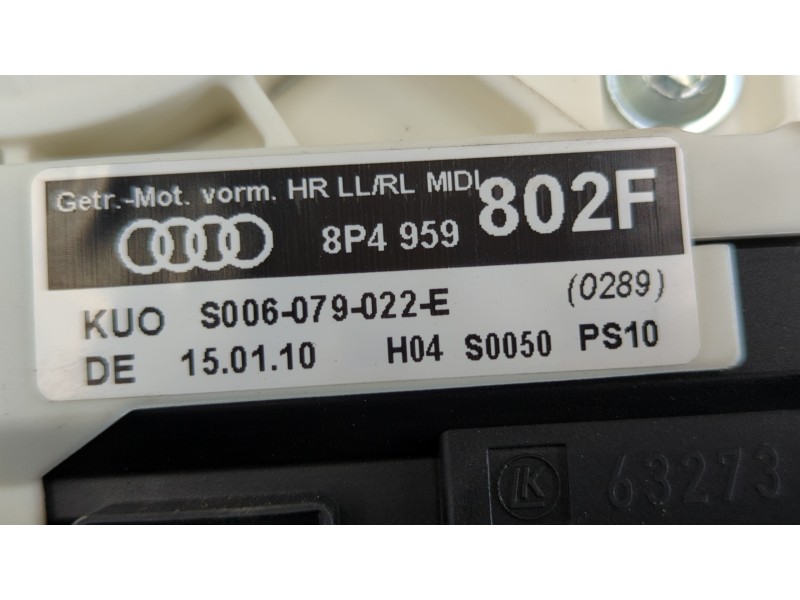 Getr.-Mot. vorm. HR LL/RL MIDI
8P4 959 802F
KUO S006-079-022-E (0289)
DE 15.01.10 H04 S0050 PS10
LK 63273